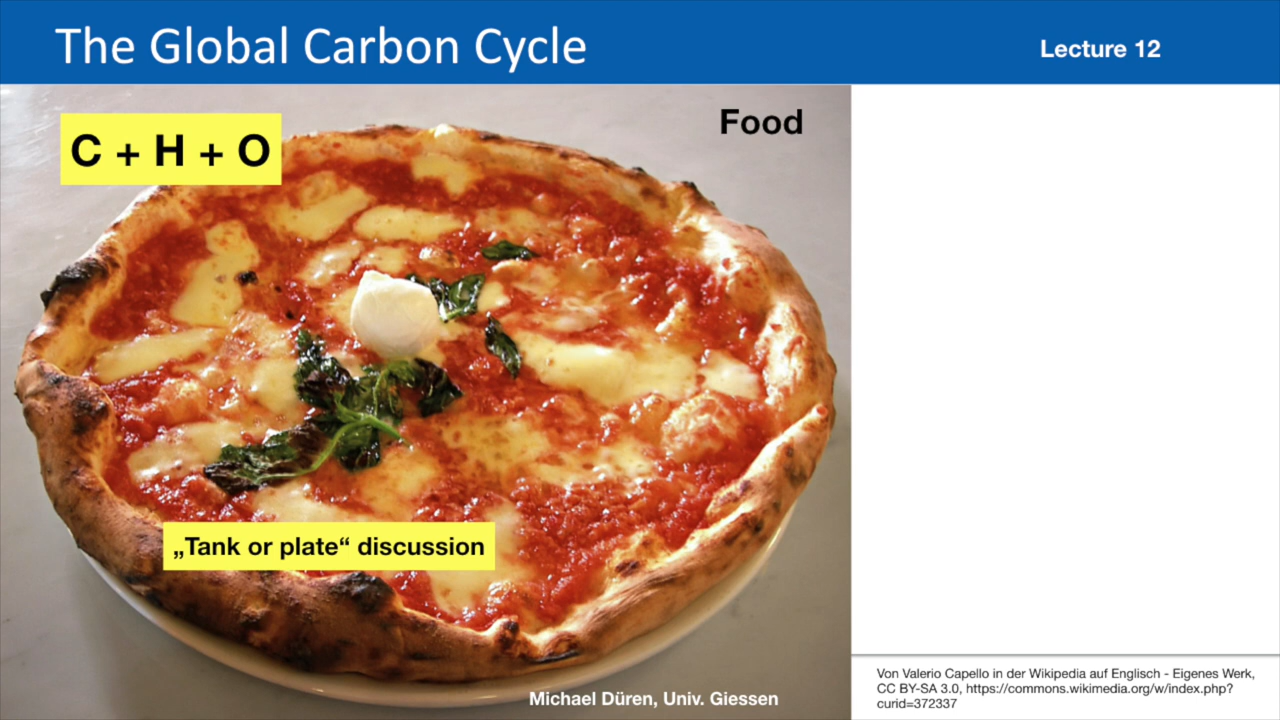 The Global Carbon Cycle
Lecture 12
C + H + O
Food
„Tank or plate“ discussion
Michael Düren, Univ. Giessen
Von Valerio Capello in der Wikipedia auf Englisch - Eigenes Werk,
CC BY-SA 3.0, https://commons.wikimedia.org/w/index.php?
curid=372337